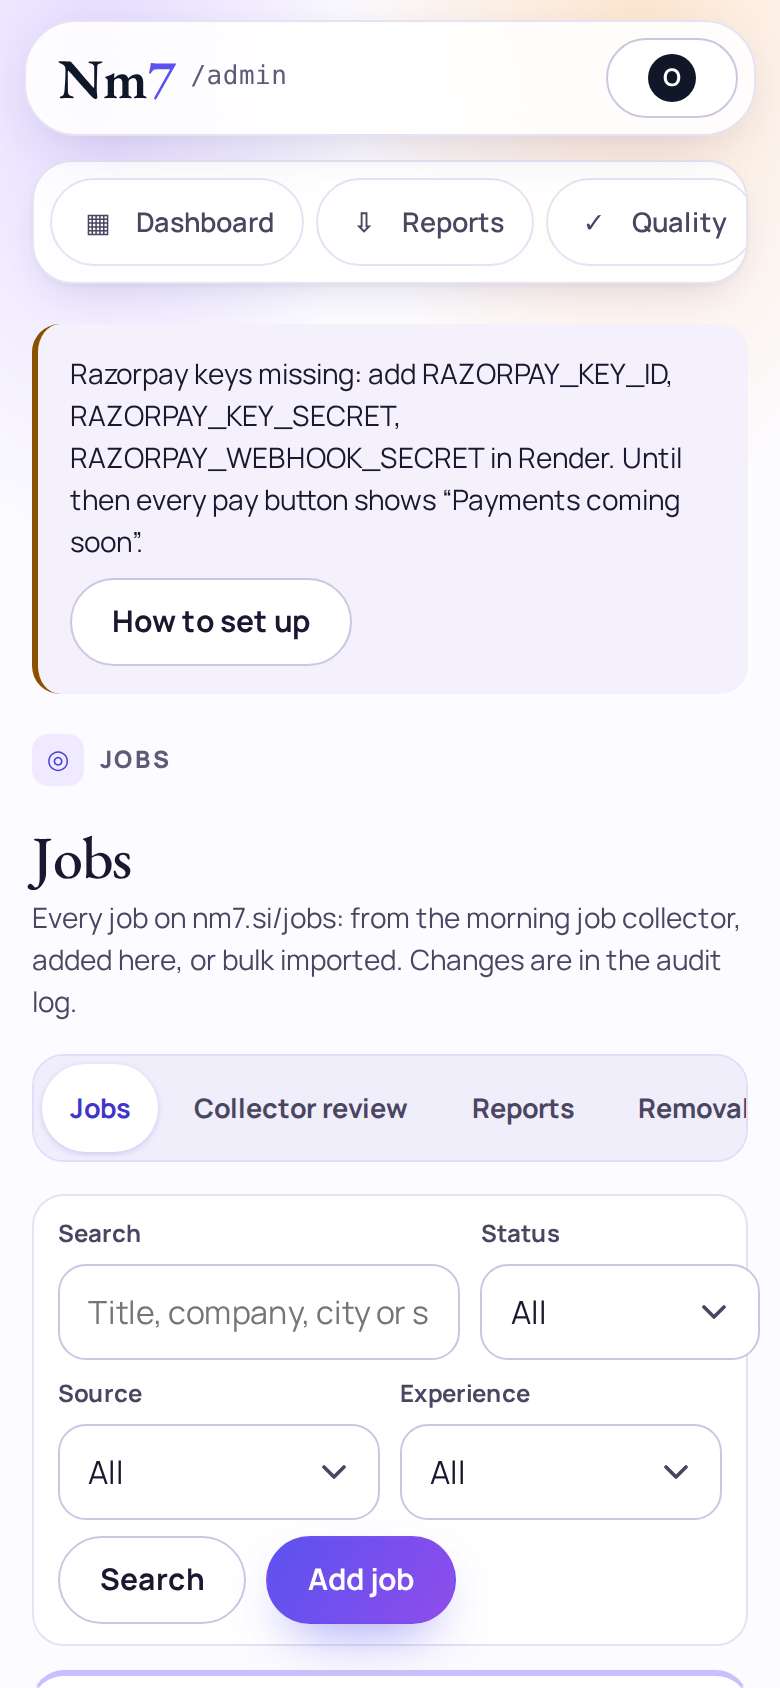 Nm7 /admin
O
Dashboard
Reports
Quality
Razorpay keys missing: add RAZORPAY_KEY_ID,
RAZORPAY_KEY_SECRET,
RAZORPAY_WEBHOOK_SECRET in Render. Until
then every pay button shows “Payments coming
soon”.
How to set up
JOBS
Jobs
Every job on nm7.si/jobs: from the morning job collector,
added here, or bulk imported. Changes are in the audit
log.
Jobs Collector review Reports Removal
Search Status
Title, company, city or s All
Source Experience
All All
Search Add job